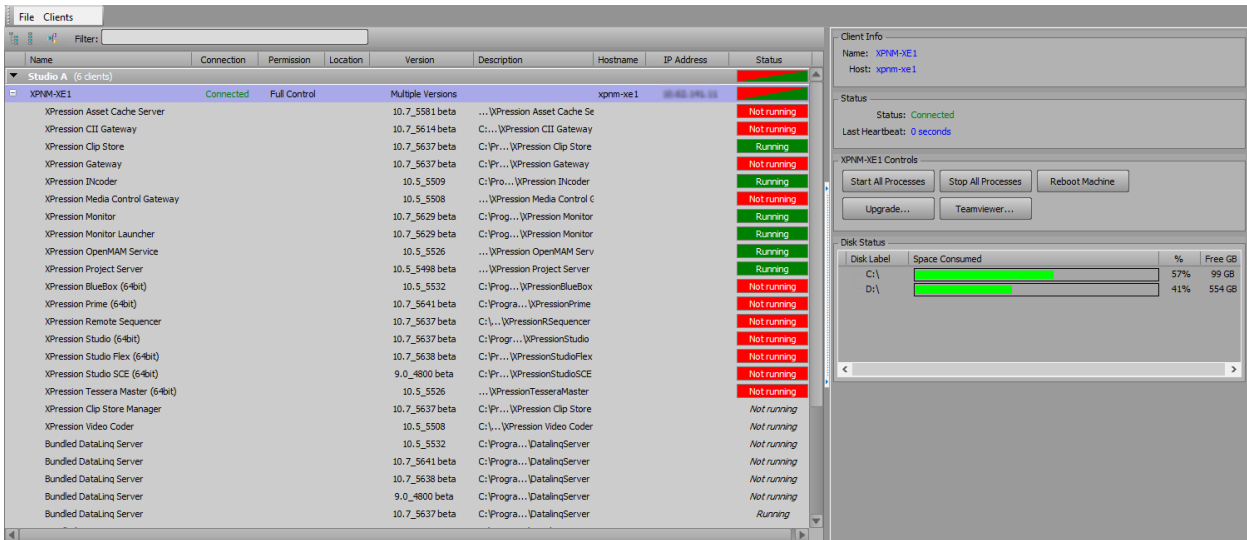 File Clients
Filter:
Name Connection Permission Location Version Description Hostname IP Address Status
Studio A (6 clients)
XPNM-XE1 Connected Full Control Multiple Versions xpnm-xe1
XPression Asset Cache Server 10.7_5581 beta ...\XPression Asset Cache Se Not running
XPression CII Gateway 10.7_5614 beta C:...\XPression CII Gateway Not running
XPression Clip Store 10.7_5637 beta C:\Pr...\XPression Clip Store Running
XPression Gateway 10.7_5637 beta C:\Pr...\XPression Gateway Not running
XPression INcoder 10.5_5509 C:\Pro...\XPression INcoder Running
XPression Media Control Gateway 10.5_5508 ...\XPression Media Control G Not running
XPression Monitor 10.7_5629 beta C:\Prog...\XPression Monitor Running
XPression Monitor Launcher 10.7_5629 beta C:\Prog...\XPression Monitor Running
XPression OpenMAM Service 10.5_5526 ...\XPression OpenMAM Serv Running
XPression Project Server 10.5_5498 beta ...\XPression Project Server Running
XPression BlueBox (64bit) 10.5_5532 C:\Prog...\XPressionBlueBox Not running
XPression Prime (64bit) 10.7_5641 beta C:\Progra...\XPressionPrime Not running
XPression Remote Sequencer 10.7_5637 beta C:\...\XPressionRSequencer Not running
XPression Studio (64bit) 10.7_5637 beta C:\Progr...\XPressionStudio Not running
XPression Studio Flex (64bit) 10.7_5638 beta C:\Pr...\XPressionStudioFlex Not running
XPression Studio SCE (64bit) 9.0_4800 beta C:\Pr...\XPressionStudioSCE Not running
XPression Tessera Master (64bit) 10.5_5526 ...\XPressionTesseraMaster Not running
XPression Clip Store Manager 10.7_5637 beta C:\Pr...\XPression Clip Store Not running
XPression Video Coder 10.5_5508 C:\...\XPression Video Coder Not running
Bundled DataLinq Server 10.5_5532 C:\Progra...\DatalinqServer Not running
Bundled DataLinq Server 10.7_5641 beta C:\Progra...\DatalinqServer Not running
Bundled DataLinq Server 10.7_5638 beta C:\Progra...\DatalinqServer Not running
Bundled DataLinq Server 9.0_4800 beta C:\Progra...\DatalinqServer Not running
Bundled DataLinq Server 10.7_5637 beta C:\Progra...\DatalinqServer Running
Client Info
Name: XPNM-XE1
Host: xpnm-xe1
Status
Status: Connected
Last Heartbeat: 0 seconds
XPNM-XE1 Controls
Start All Processes Stop All Processes Reboot Machine
Upgrade... Teamviewer...
Disk Status
Disk Label Space Consumed % Free GB
C:\ 57% 99 GB
D:\ 41% 554 GB